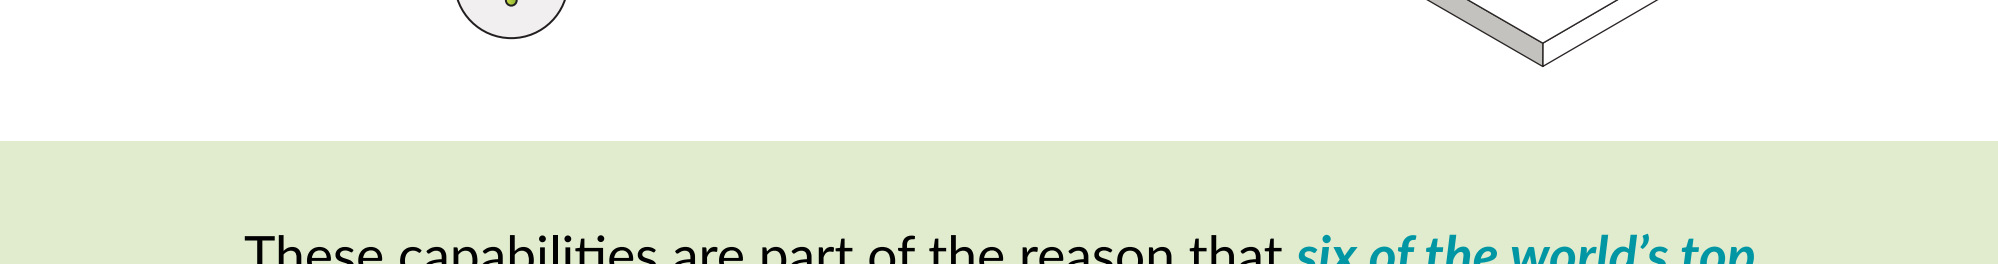 These capabilities are part of the reason that six of the world’s top